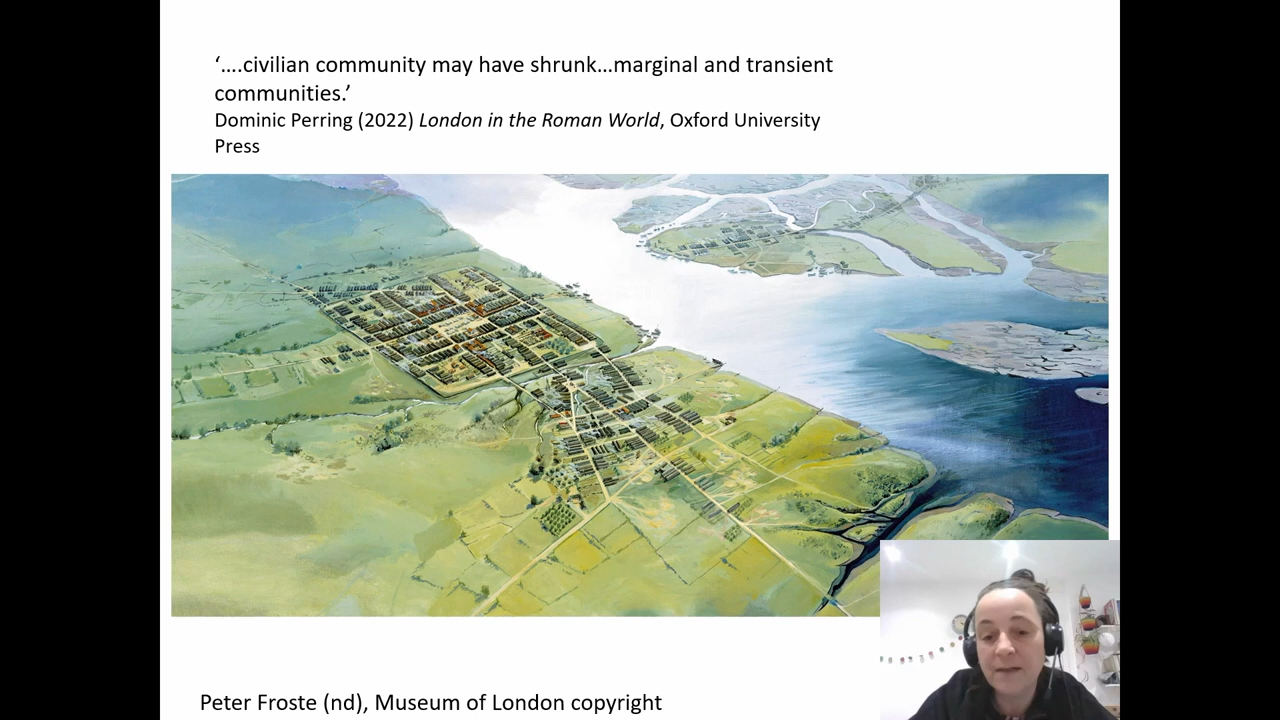 ‘….civilian community may have shrunk…marginal and transient
communities.’
Dominic Perring (2022) London in the Roman World, Oxford University
Press
Peter Froste (nd), Museum of London copyright